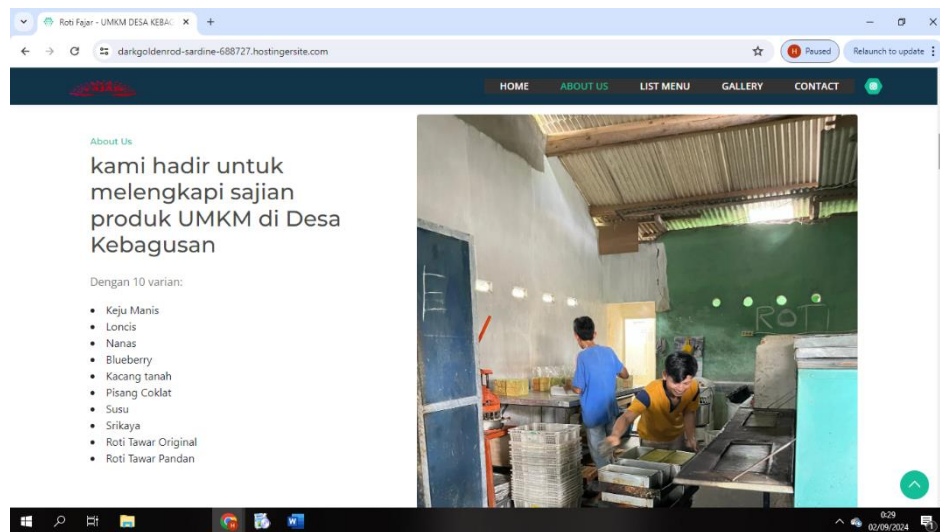 Roti Fajar - UMKM DESA KEBAG
darkgoldenrod-sardine-688727.hostingersite.com
H
Paused
Relaunch to update
HOME
ABOUT US
LIST MENU
GALLERY
CONTACT
About Us
kami hadir untuk
melengkapi sajian
produk UMKM di Desa
Kebagusan
Dengan 10 varian:
Keju Manis
Loncis
Nanas
Blueberry
Kacang tanah
Pisang Coklat
Susu
Srikaya
Roti Tawar Original
Roti Tawar Pandan
ROTI
0:29
02/09/2024